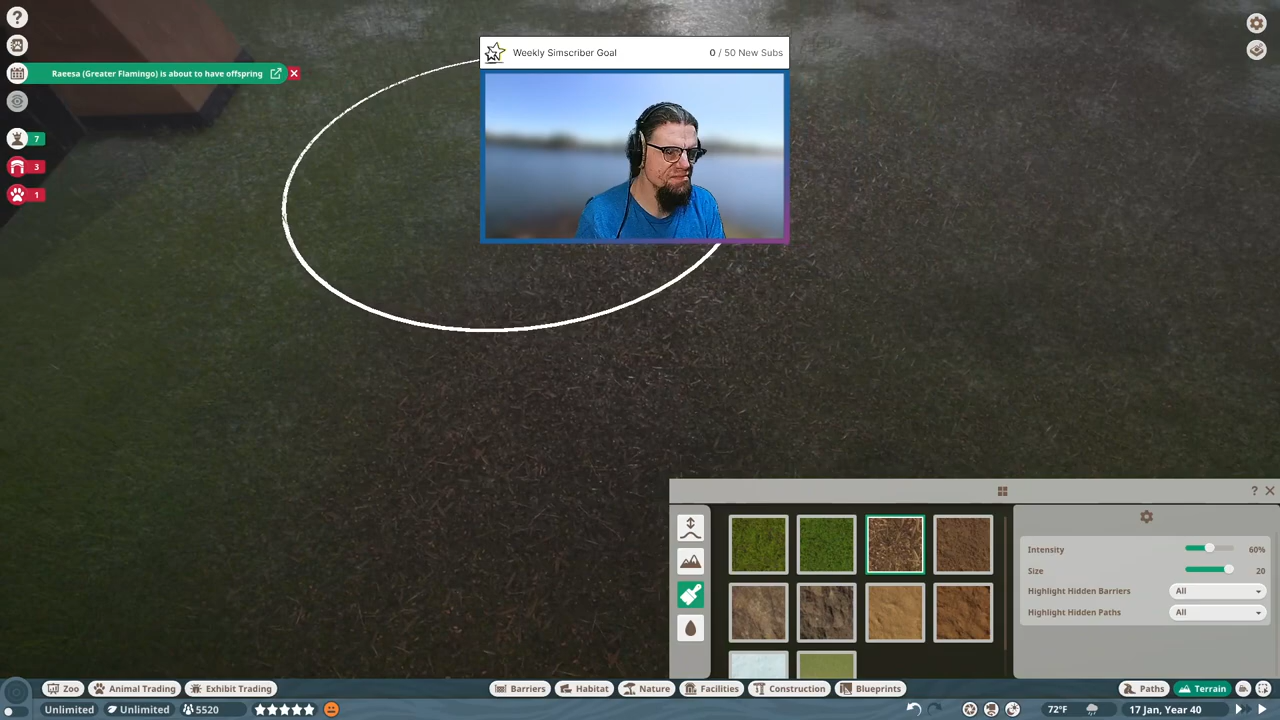 Weekly Simscriber Goal 0 / 50 New Subs
Raeesa (Greater Flamingo) is about to have offspring
7
3
1
Intensity 60%
Size 20
Highlight Hidden Barriers All
Highlight Hidden Paths All
Zoo Animal Trading Exhibit Trading Barriers Habitat Nature Facilities Construction Blueprints Paths Terrain
Unlimited Unlimited 5520 72°F 17 Jan, Year 40